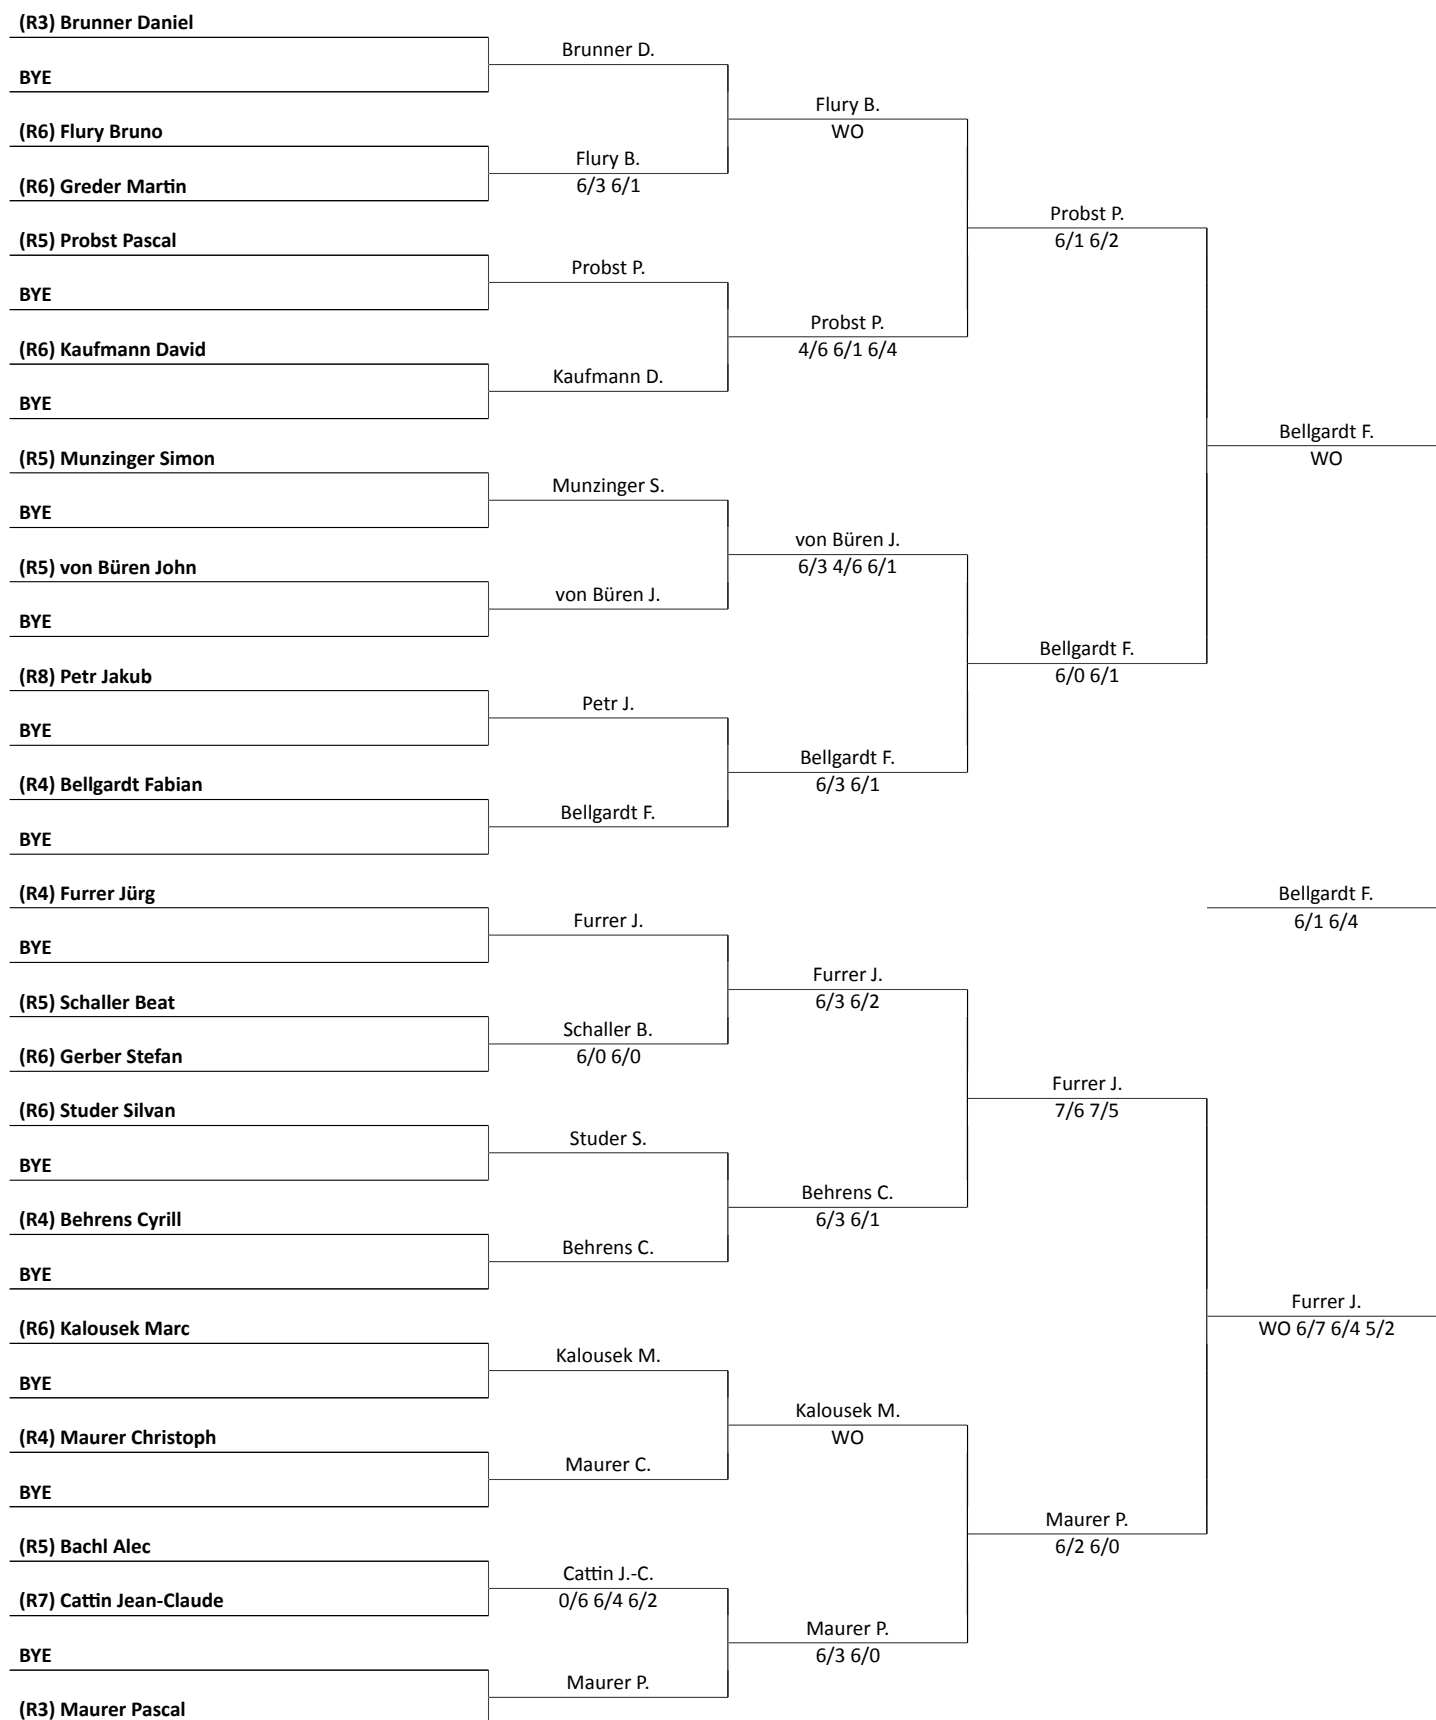 (R3) Brunner Daniel
Brunner D.
BYE
Flury B.
WO
(R6) Flury Bruno
Flury B.
6/3 6/1
(R6) Greder Martin
Probst P.
6/1 6/2
(R5) Probst Pascal
Probst P.
BYE
Probst P.
4/6 6/1 6/4
(R6) Kaufmann David
Kaufmann D.
BYE
Bellgardt F.
WO
(R5) Munzinger Simon
Munzinger S.
BYE
von Büren J.
6/3 4/6 6/1
(R5) von Büren John
von Büren J.
BYE
Bellgardt F.
6/0 6/1
(R8) Petr Jakub
Petr J.
BYE
Bellgardt F.
6/3 6/1
(R4) Bellgardt Fabian
Bellgardt F.
BYE
(R4) Furrer Jürg
Bellgardt F.
6/1 6/4
Furrer J.
BYE
Furrer J.
6/3 6/2
(R5) Schaller Beat
Schaller B.
6/0 6/0
(R6) Gerber Stefan
Furrer J.
7/6 7/5
(R6) Studer Silvan
Studer S.
BYE
Behrens C.
6/3 6/1
(R4) Behrens Cyrill
Behrens C.
BYE
Furrer J.
WO 6/7 6/4 5/2
(R6) Kalousek Marc
Kalousek M.
BYE
Kalousek M.
WO
(R4) Maurer Christoph
Maurer C.
BYE
Maurer P.
6/2 6/0
(R5) Bachl Alec
Cattin J.-C.
0/6 6/4 6/2
(R7) Cattin Jean-Claude
Maurer P.
6/3 6/0
BYE
Maurer P.
(R3) Maurer Pascal